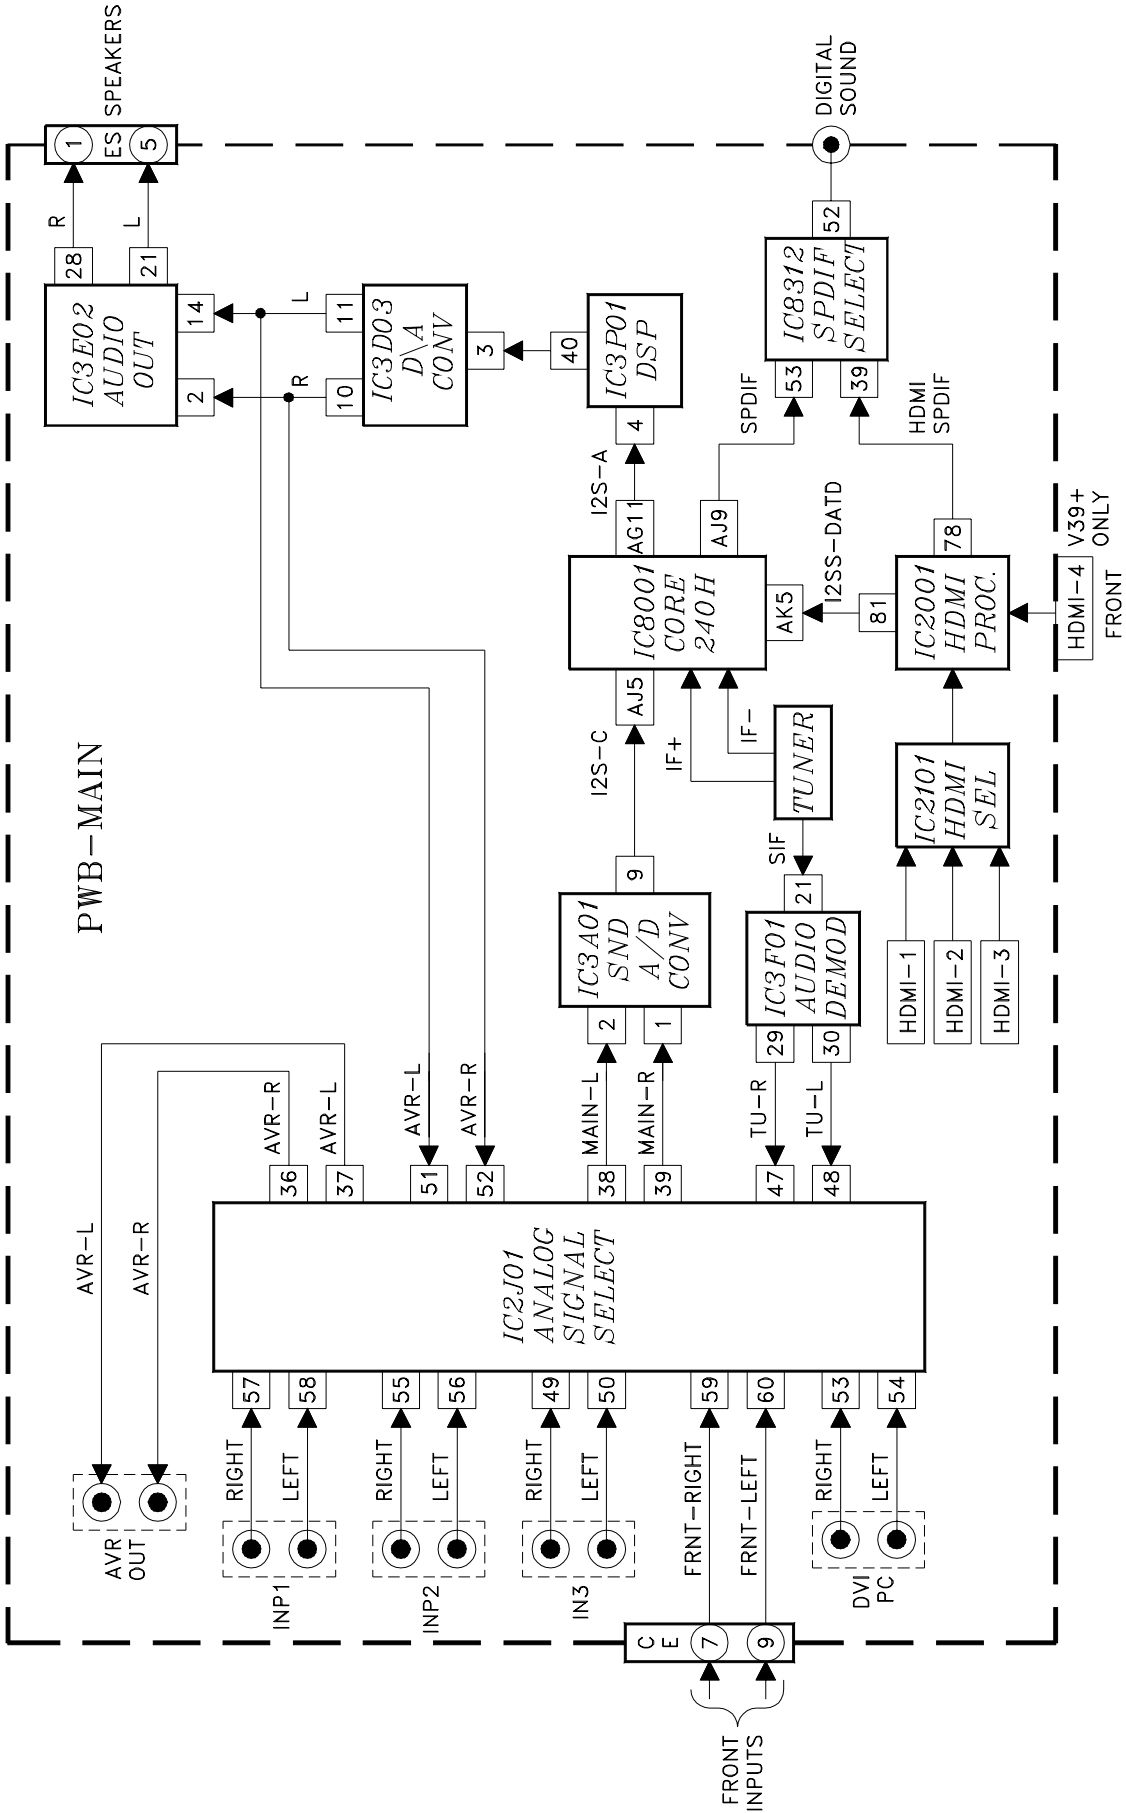 PWB-MAIN
AVR
OUT
AVR-L
AVR-R
AVR-R
AVR-L
36
37
INP1
RIGHT
LEFT
57
58
INP2
RIGHT
LEFT
55
56
IN3
RIGHT
LEFT
49
50
FRONT
INPUTS
C
E
7
9
FRNT-RIGHT
FRNT-LEFT
59
60
DVI
PC
RIGHT
LEFT
53
54
IC2J01
ANALOG
SIGNAL
SELECT
51
52
AVR-L
AVR-R
38
39
MAIN-L
MAIN-R
47
48
TU-R
TU-L
2
1
IC3A01
SND
A/D
CONV
9
I2S-C
29
30
IC3F01
AUDIO
DEMOD
21
SIF
TUNER
IF+
IF-
HDMI-1
HDMI-2
HDMI-3
IC2101
HDMI
SEL
IC2001
HDMI
PROC.
81
78
HDMI-4
FRONT
V39+
ONLY
I2SS-DATD
AJ5
IC8001
CORE
240H
AK5
AG11
AJ9
I2S-A
SPDIF
HDMI
SPDIF
4
IC3P01
DSP
40
3
IC3D03
D\A
CONV
10
11
R
L
2
14
IC3E02
AUDIO
OUT
28
21
R
L
1
ES
5
SPEAKERS
53
39
IC8312
SPDIF
SELECT
52
DIGITAL
SOUND